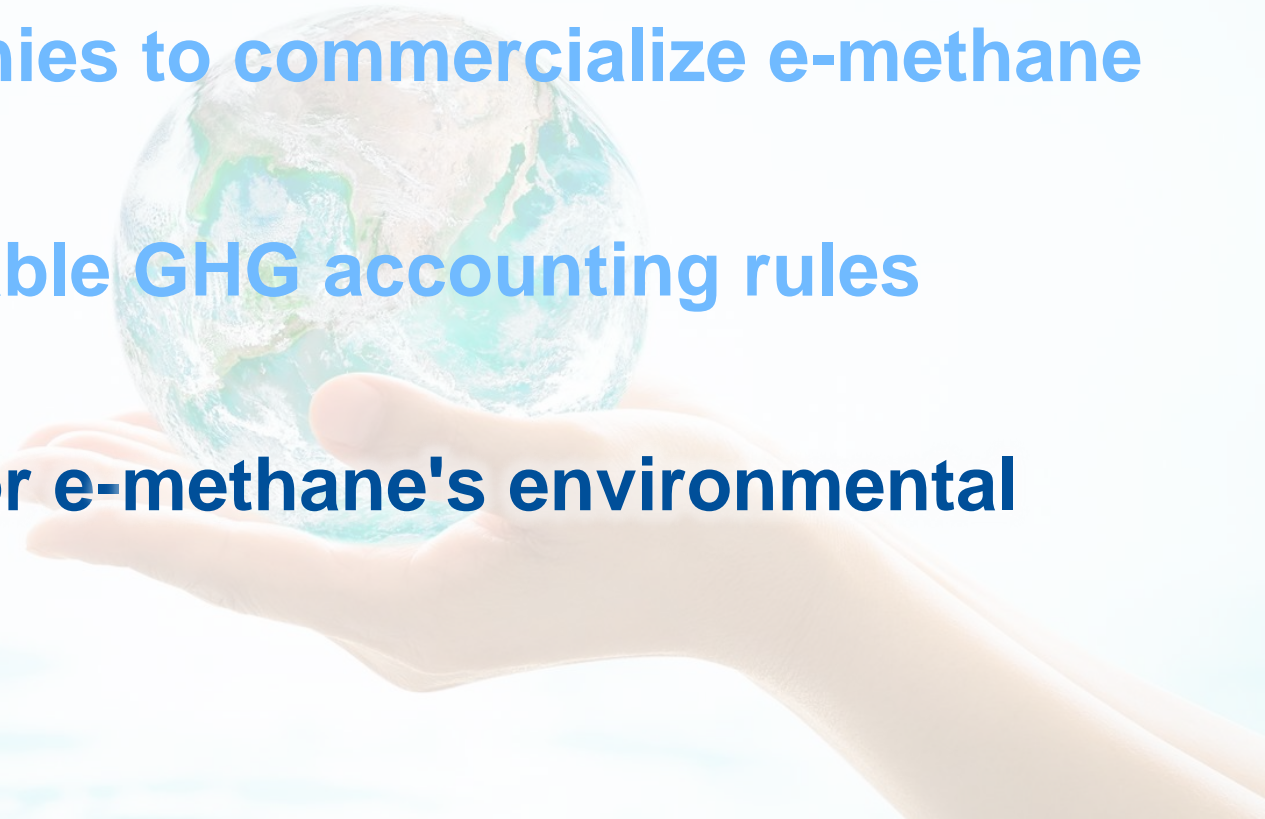 nies to commercialize e-methane
ble GHG accounting rules
r e-methane's environmental